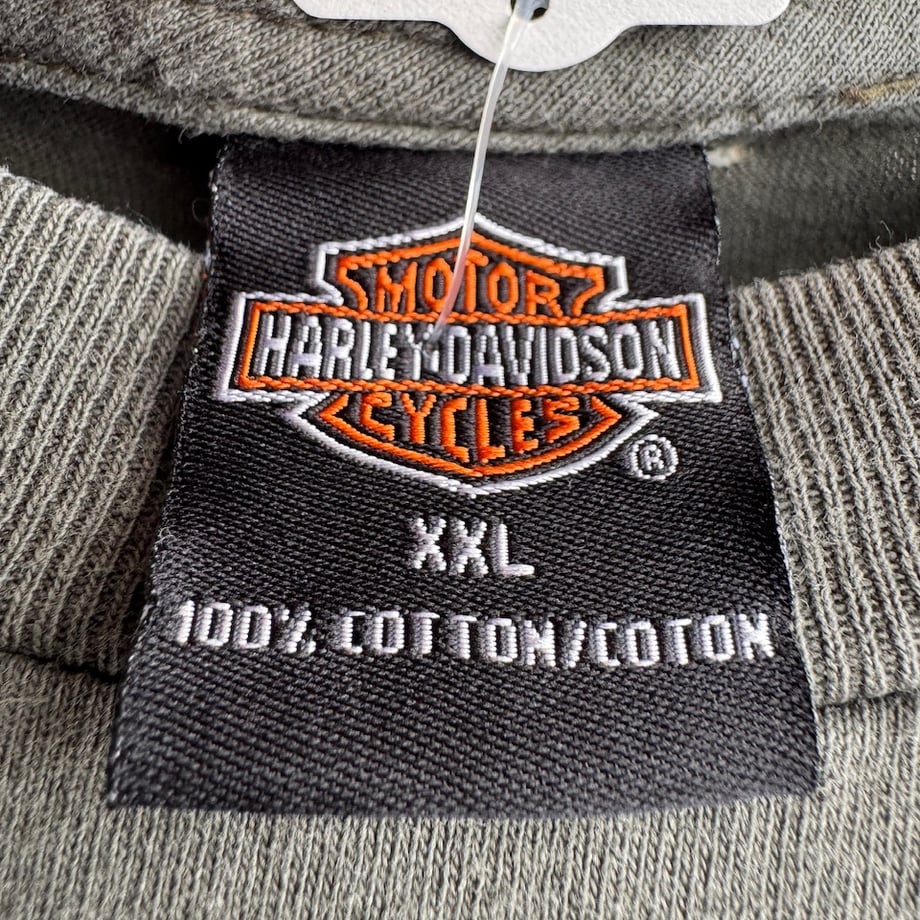 MOTOR
HARLEY-DAVIDSON
CYCLES
®
XXL
100% COTTON/COTON